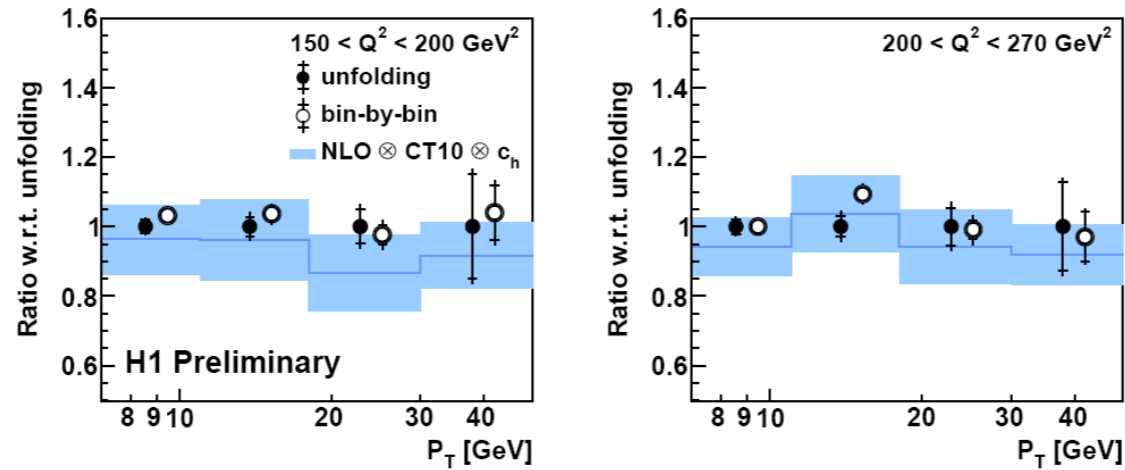 Ratio w.r.t. unfolding
1.6
1.4
1.2
1
0.8
0.6
150 < Q² < 200 GeV²
unfolding
bin-by-bin
NLO ⊗ CT10 ⊗ cₕ
H1 Preliminary
8 9 10 20 30 40
P_T [GeV]
Ratio w.r.t. unfolding
1.6
1.4
1.2
1
0.8
0.6
200 < Q² < 270 GeV²
8 9 10 20 30 40
P_T [GeV]